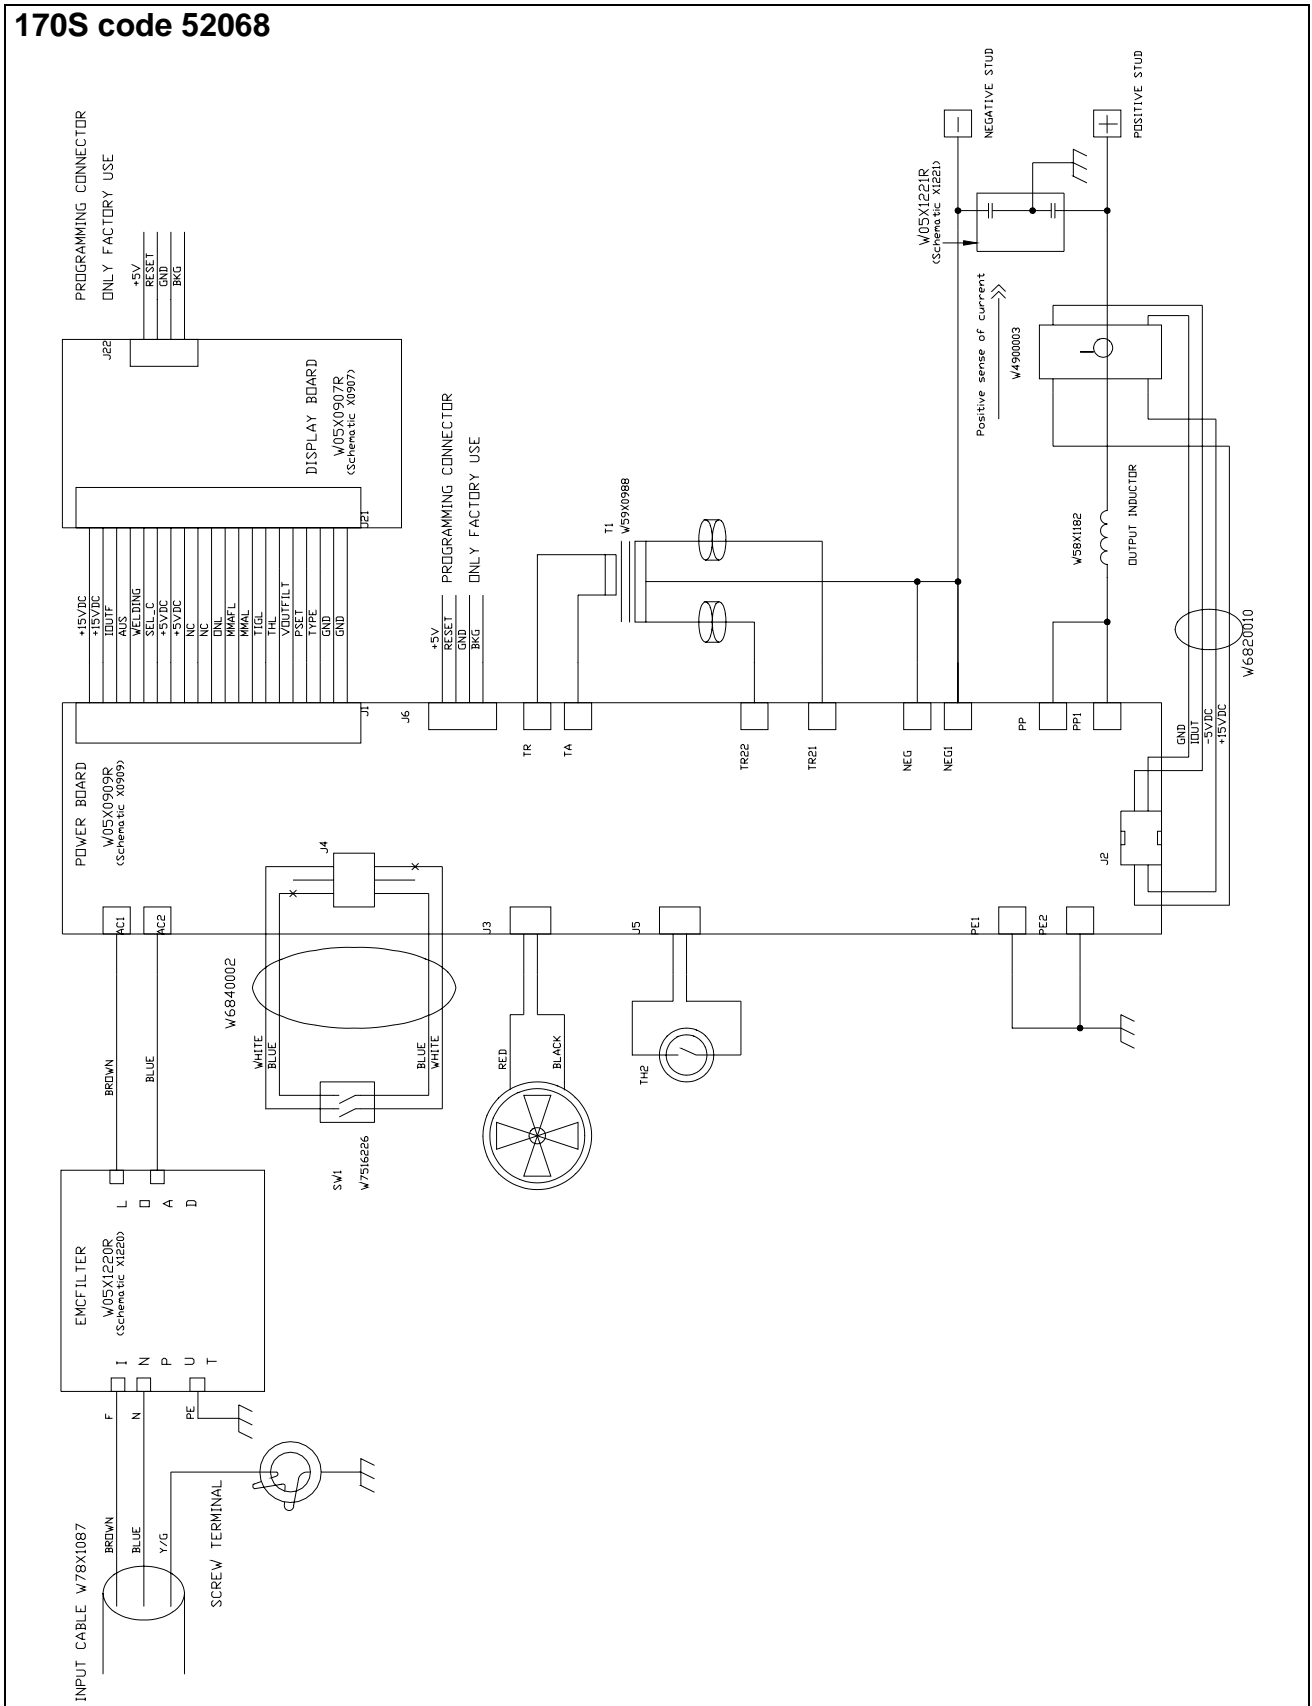 170S code 52068
PROGRAMMING CONNECTOR
ONLY FACTORY USE
+5V
RESET
GND
BKG
J22
DISPLAY BOARD
W05X0907R
(Schematic X0907)
J21
+15VDC
+15VDC
IOUTF
AUS
WELDING
SEL_C
+5VDC
+5VDC
NC
NC
ONL
MMAFL
MMAL
TIGL
THL
VOUTFILT
PSET
TYPE
GND
GND
J1
PROGRAMMING CONNECTOR
ONLY FACTORY USE
+5V
RESET
GND
BKG
J6
T1
W59X0988
TR
TA
TR22
TR21
NEG
NEG1
PP
PP1
NEGATIVE STUD
-
POSITIVE STUD
+
W05X1221R
(Schematic X1221)
Positive sense of current
W4900003
W58X1182
OUTPUT INDUCTOR
W6820010
GND
IOUT
-5VDC
+15VDC
J2
POWER BOARD
W05X0909R
(Schematic X0909)
AC1
AC2
J4
J3
J5
PE1
PE2
W6840002
WHITE
BLUE
BLUE
WHITE
SW1
W7516226
RED
BLACK
TH2
BROWN
BLUE
LOAD
EMCFILTER
W05X1220R
(Schematic X1220)
INPUT
F
N
PE
BROWN
BLUE
Y/G
SCREW TERMINAL
INPUT CABLE W78X1087